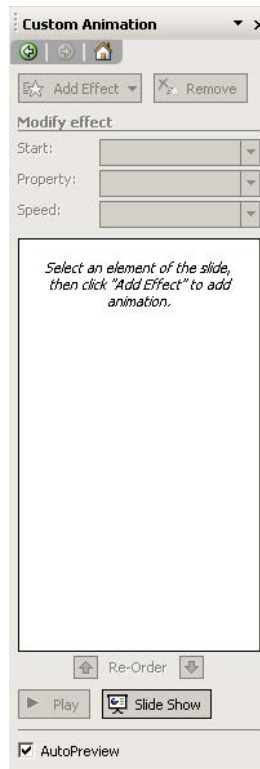 Custom Animation
Add Effect
Remove
Modify effect
Start:
Property:
Speed:
Select an element of the slide,
then click "Add Effect" to add
animation.
Re-Order
Play
Slide Show
AutoPreview